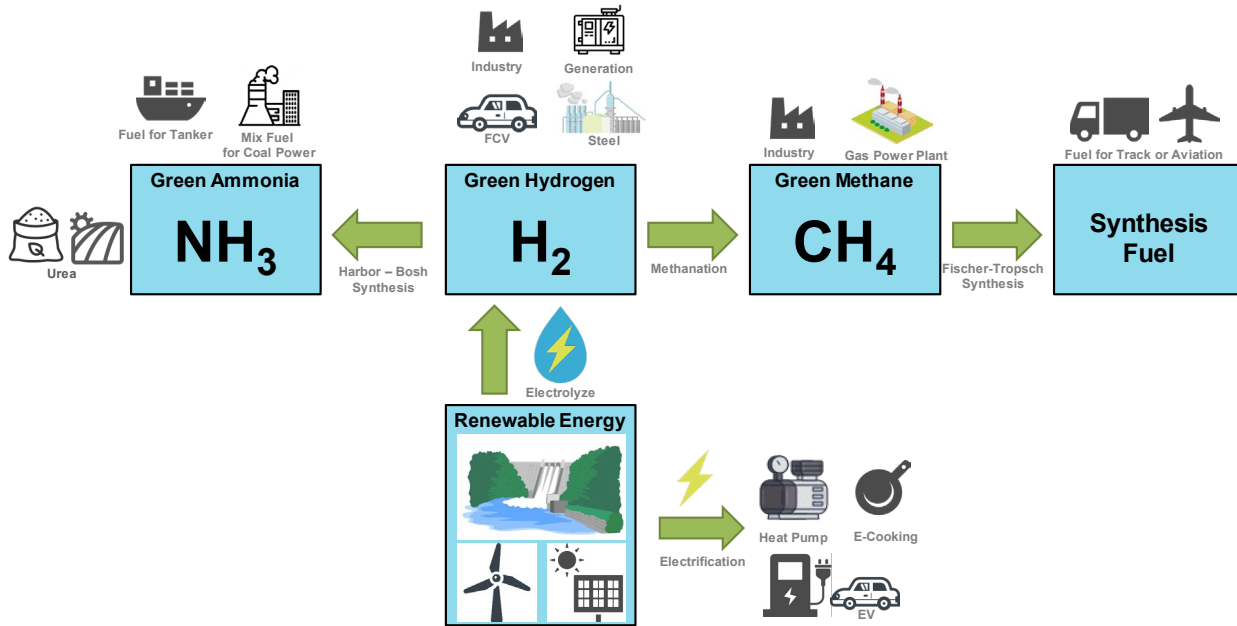 Industry
Generation
Fuel for Tanker
Mix Fuel
for Coal Power
FCV
Steel
Industry
Gas Power Plant
Fuel for Track or Aviation
Green Ammonia
NH3
Urea
Harbor – Bosh
Synthesis
Green Hydrogen
H2
Methanation
Green Methane
CH4
Fischer-Tropsch
Synthesis
Synthesis
Fuel
Electrolyze
Renewable Energy
Electrification
Heat Pump
E-Cooking
EV